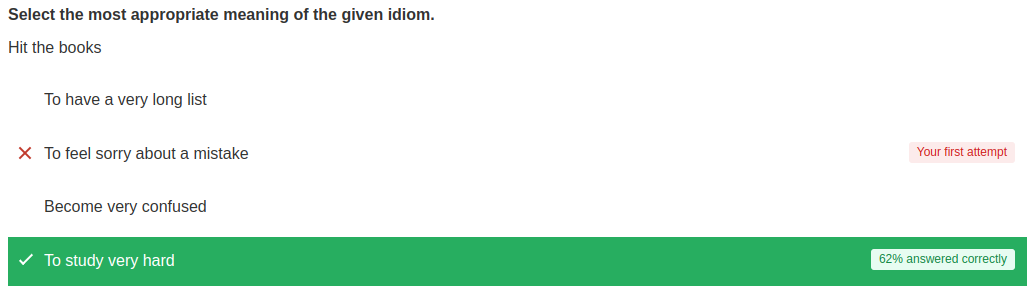 Select the most appropriate meaning of the given idiom.
Hit the books
To have a very long list
To feel sorry about a mistake Your first attempt
Become very confused
To study very hard 62% answered correctly